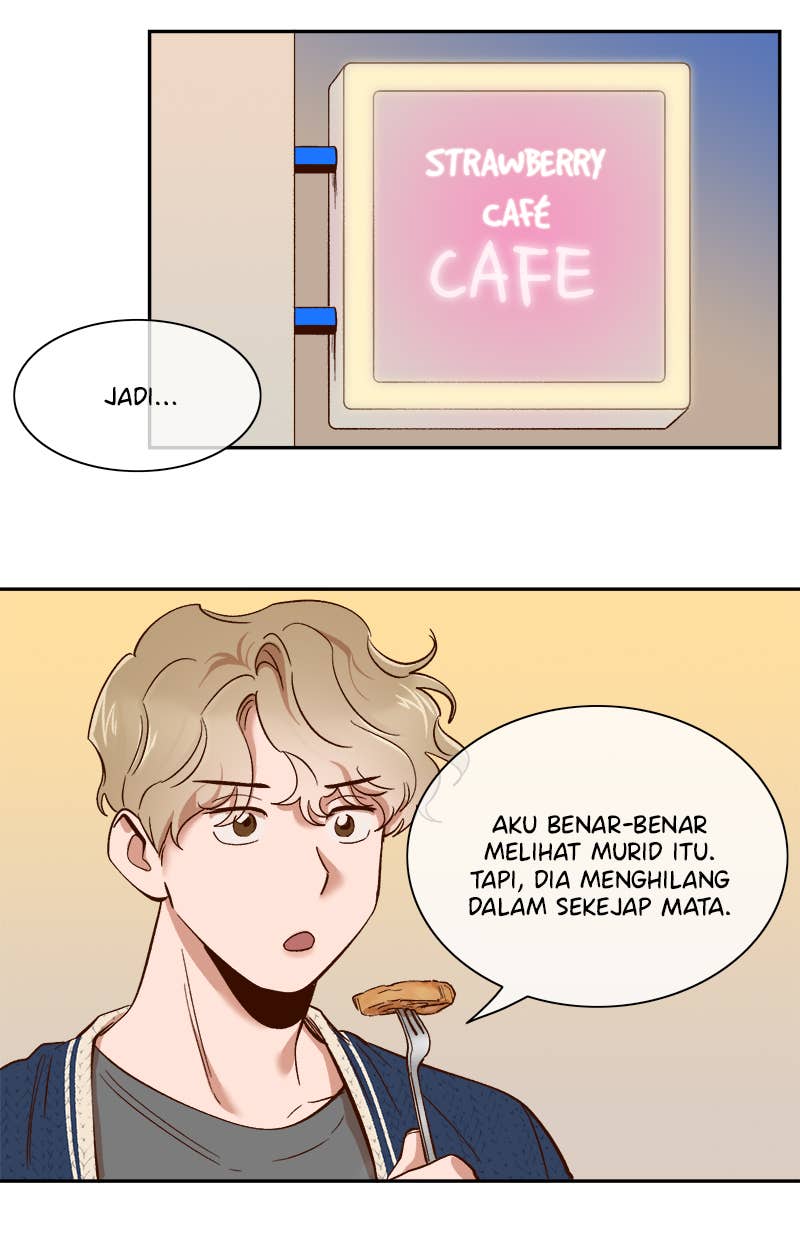 STRAWBERRY
CAFÉ
CAFE
JADI...
AKU BENAR-BENAR
MELIHAT MURID ITU.
TAPI, DIA MENGHILANG
DALAM SEKEJAP MATA.